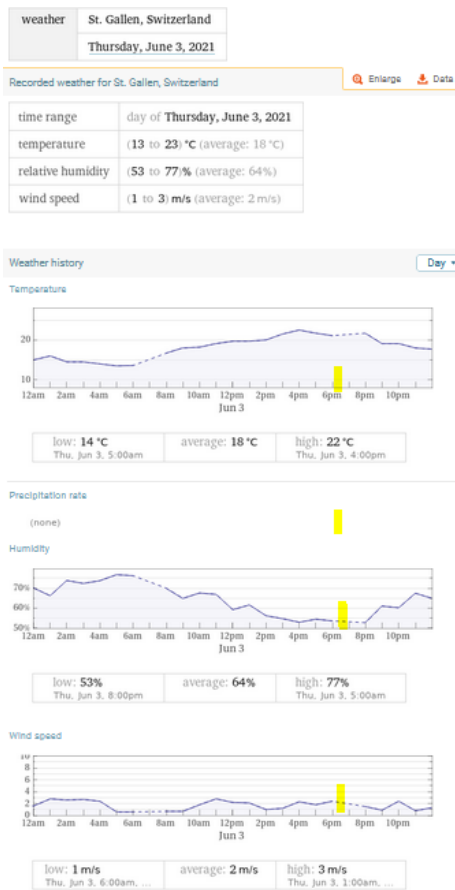 weather St. Gallen, Switzerland
Thursday, June 3, 2021
Recorded weather for St. Gallen, Switzerland Enlarge Data
time range day of Thursday, June 3, 2021
temperature (13 to 23) °C (average: 18 °C)
relative humidity (53 to 77)% (average: 64%)
wind speed (1 to 3) m/s (average: 2 m/s)
Weather history Day
Temperature
20
10
12am 2am 4am 6am 8am 10am 12pm 2pm 4pm 6pm 8pm 10pm
Jun 3
low: 14 °C average: 18 °C high: 22 °C
Thu, Jun 3, 5:00am Thu, Jun 3, 4:00pm
Precipitation rate
(none)
Humidity
70%
60%
50%
12am 2am 4am 6am 8am 10am 12pm 2pm 4pm 6pm 8pm 10pm
Jun 3
low: 53% average: 64% high: 77%
Thu, Jun 3, 8:00pm Thu, Jun 3, 5:00am
Wind speed
10
8
6
4
2
0
12am 2am 4am 6am 8am 10am 12pm 2pm 4pm 6pm 8pm 10pm
Jun 3
low: 1 m/s average: 2 m/s high: 3 m/s
Thu, Jun 3, 6:00am, ... Thu, Jun 3, 1:00am, ...